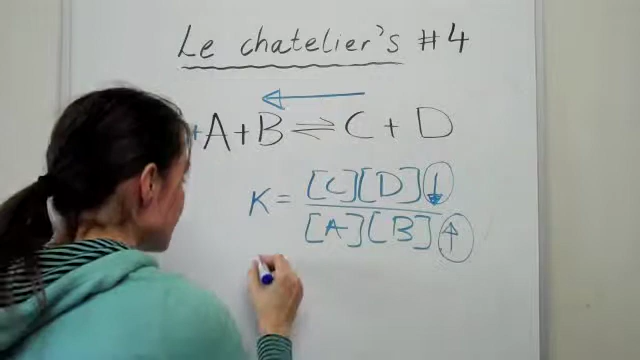 Le chatelier's #4
+A + B ⇌ C + D
K = [C][D]↓
[A][B]↑